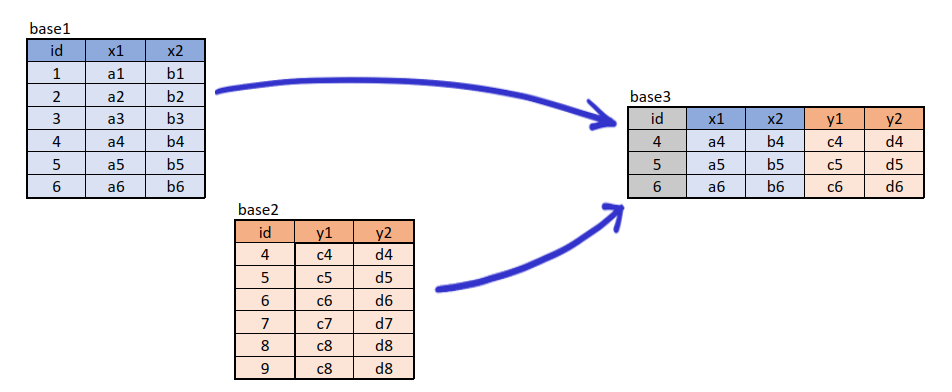 base1
id x1 x2
1 a1 b1
2 a2 b2
3 a3 b3
4 a4 b4
5 a5 b5
6 a6 b6
base2
id y1 y2
4 c4 d4
5 c5 d5
6 c6 d6
7 c7 d7
8 c8 d8
9 c8 d8
base3
id x1 x2 y1 y2
4 a4 b4 c4 d4
5 a5 b5 c5 d5
6 a6 b6 c6 d6